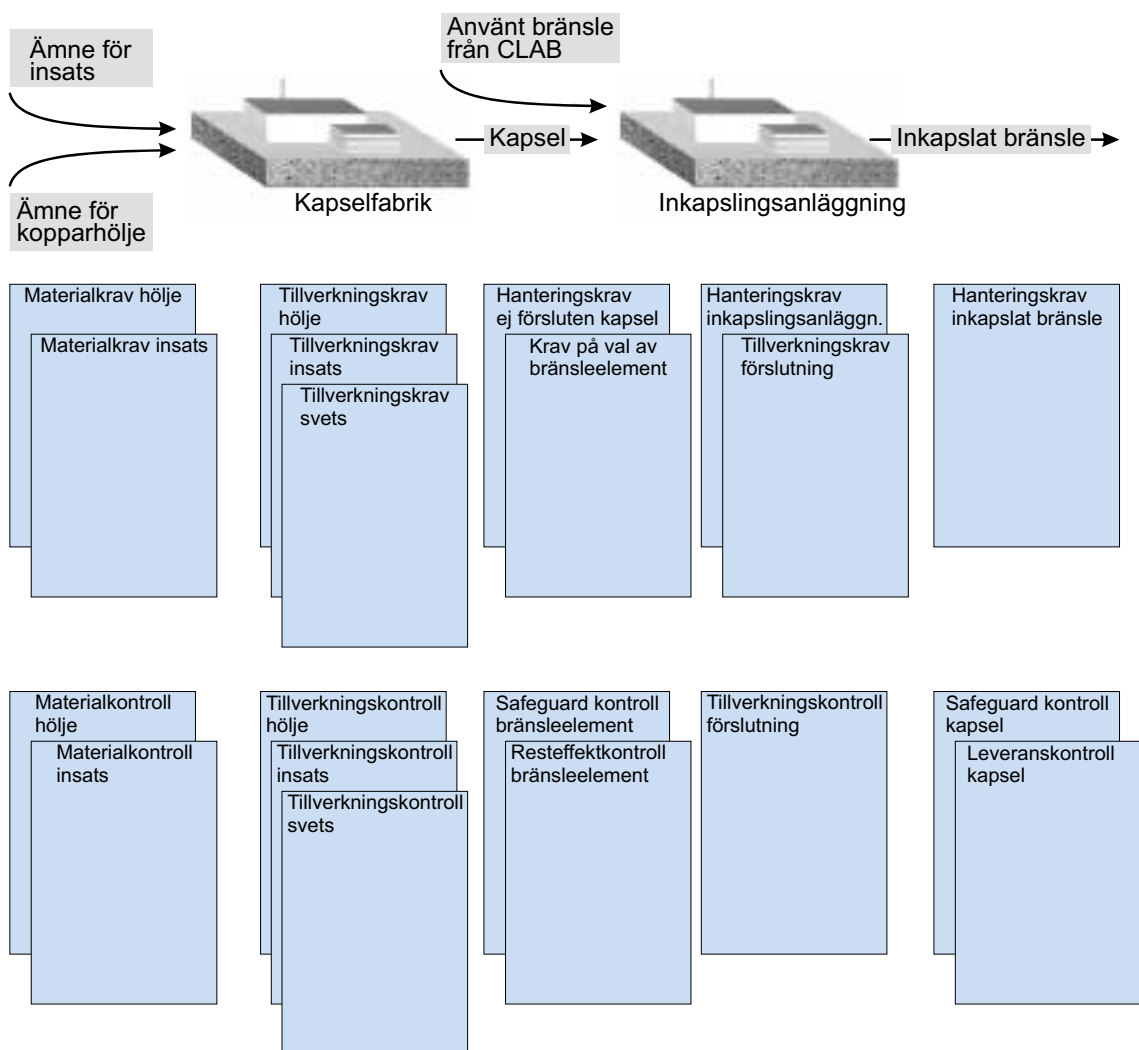 Ämne för
insats
Använt bränsle
från CLAB
Kapsel
Inkapslat bränsle
Ämne för
kopparhölje
Kapselfabrik
Inkapslingsanläggning
Materialkrav hölje
Materialkrav insats
Tillverkningskrav
hölje
Tillverkningskrav
insats
Tillverkningskrav
svets
Hanteringskrav
ej försluten kapsel
Krav på val av
bränsleelement
Hanteringskrav
inkapslingsanläggn.
Tillverkningskrav
förslutning
Hanteringskrav
inkapslat bränsle
Materialkontroll
hölje
Materialkontroll
insats
Tillverkningskontroll
hölje
Tillverkningskontroll
insats
Tillverkningskontroll
svets
Safeguard kontroll
bränsleelement
Resteffektkontroll
bränsleelement
Tillverkningskontroll
förslutning
Safeguard kontroll
kapsel
Leveranskontroll
kapsel